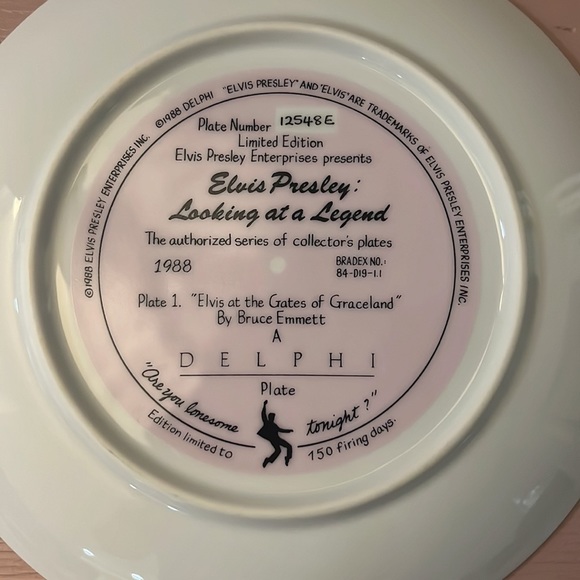 ©1988 ELVIS PRESLEY ENTERPRISES INC. ©1988 DELPHI "ELVIS PRESLEY" AND "ELVIS" ARE TRADEMARKS OF ELVIS PRESLEY ENTERPRISES INC.
Plate Number 12548E
Limited Edition
Elvis Presley Enterprises presents
Elvis Presley:
Looking at a Legend
The authorized series of collector's plates
1988
BRADEX NO.:
84-D19-1.1
Plate 1. "Elvis at the Gates of Graceland"
By Bruce Emmett
A
DELPHI
Plate
"Are you lonesome tonight?"
Edition limited to 150 firing days.